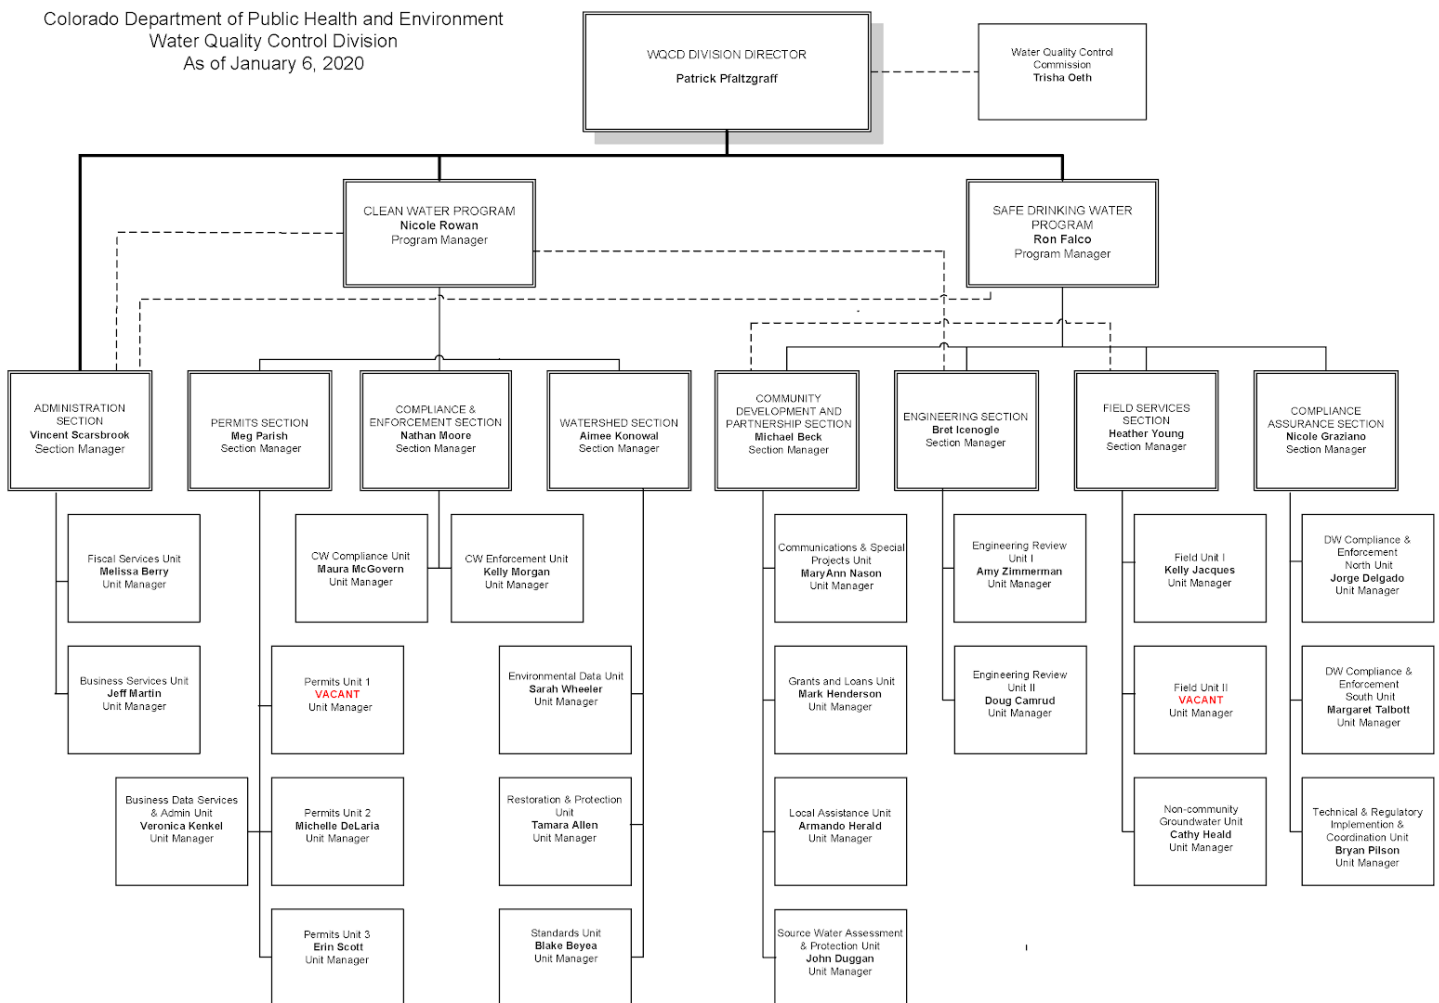 Colorado Department of Public Health and Environment
Water Quality Control Division
As of January 6, 2020
WQCD DIVISION DIRECTOR
Patrick Pfaltzgraff
Water Quality Control
Commission
Trisha Oeth
CLEAN WATER PROGRAM
Nicole Rowan
Program Manager
SAFE DRINKING WATER
PROGRAM
Ron Falco
Program Manager
ADMINISTRATION
SECTION
Vincent Scarsbrook
Section Manager
PERMITS SECTION
Meg Parish
Section Manager
COMPLIANCE &
ENFORCEMENT SECTION
Nathan Moore
Section Manager
WATERSHED SECTION
Aimee Konowal
Section Manager
COMMUNITY
DEVELOPMENT AND
PARTNERSHIP SECTION
Michael Beck
Section Manager
ENGINEERING SECTION
Bret Icenogle
Section Manager
FIELD SERVICES
SECTION
Heather Young
Section Manager
COMPLIANCE
ASSURANCE SECTION
Nicole Graziano
Section Manager
Fiscal Services Unit
Melissa Berry
Unit Manager
CW Compliance Unit
Maura McGovern
Unit Manager
CW Enforcement Unit
Kelly Morgan
Unit Manager
Communications & Special
Projects Unit
MaryAnn Nason
Unit Manager
Engineering Review
Unit I
Amy Zimmerman
Unit Manager
Field Unit I
Kelly Jacques
Unit Manager
DW Compliance &
Enforcement
North Unit
Jorge Delgado
Unit Manager
Business Services Unit
Jeff Martin
Unit Manager
Permits Unit 1
VACANT
Unit Manager
Environmental Data Unit
Sarah Wheeler
Unit Manager
Grants and Loans Unit
Mark Henderson
Unit Manager
Engineering Review
Unit II
Doug Camrud
Unit Manager
Field Unit II
VACANT
Unit Manager
DW Compliance &
Enforcement
South Unit
Margaret Talbott
Unit Manager
Business Data Services
& Admin Unit
Veronica Kenkel
Unit Manager
Permits Unit 2
Michelle DeLaria
Unit Manager
Restoration & Protection
Unit
Tamara Allen
Unit Manager
Local Assistance Unit
Armando Herald
Unit Manager
Non-community
Groundwater Unit
Cathy Heald
Unit Manager
Technical & Regulatory
Implemention &
Coordination Unit
Bryan Pilson
Unit Manager
Permits Unit 3
Erin Scott
Unit Manager
Standards Unit
Blake Beyea
Unit Manager
Source Water Assessment
& Protection Unit
John Duggan
Unit Manager